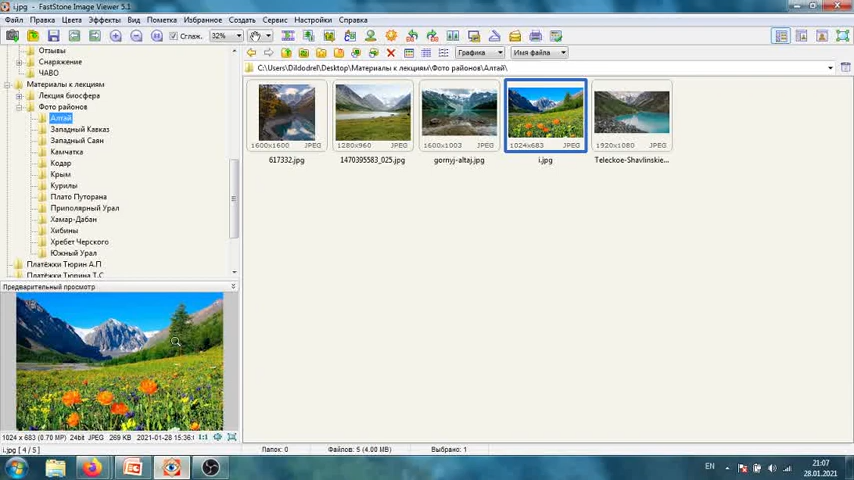 i.jpg - FastStone Image Viewer 5.1
Файл Правка Цвета Эффекты Вид Пометка Избранное Создать Сервис Настройки Справка
Сглаж. 32%
Графика Имя файла
C:\Users\Dildodrel\Desktop\Материалы к лекциям\Фото районов\Алтай\
Отзывы
Снаряжение
ЧАВО
Материалы к лекциям
Лекция биосфера
Фото районов
Алтай
Западный Кавказ
Западный Саян
Камчатка
Кодар
Крым
Курилы
Плато Путорана
Приполярный Урал
Хамар-Дабан
Хибины
Хребет Черского
Южный Урал
Платёжки Тюрин А.П
Платёжки Тюрина Т.С
1600x1600 JPEG
617332.jpg
1280x960 JPEG
1470395583_025.jpg
1600x1003 JPEG
gornyj-altaj.jpg
1024x683 JPEG
i.jpg
1920x1080 JPEG
Teleckoe-Shavlinskie...
Предварительный просмотр
1024 x 683 (0.70 MP) 24bit JPEG 269 KB 2021-01-28 15:36:1 1:1
i.jpg [ 4 / 5 ]
Папок: 0 Файлов: 5 (4.00 MB) Выбрано: 1
EN
21:07
28.01.2021